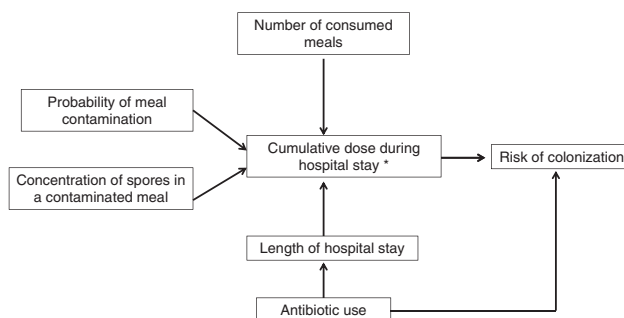 Number of consumed
meals
Probability of meal
contamination
Cumulative dose during
hospital stay *
Risk of colonization
Concentration of spores in
a contaminated meal
Length of hospital stay
Antibiotic use